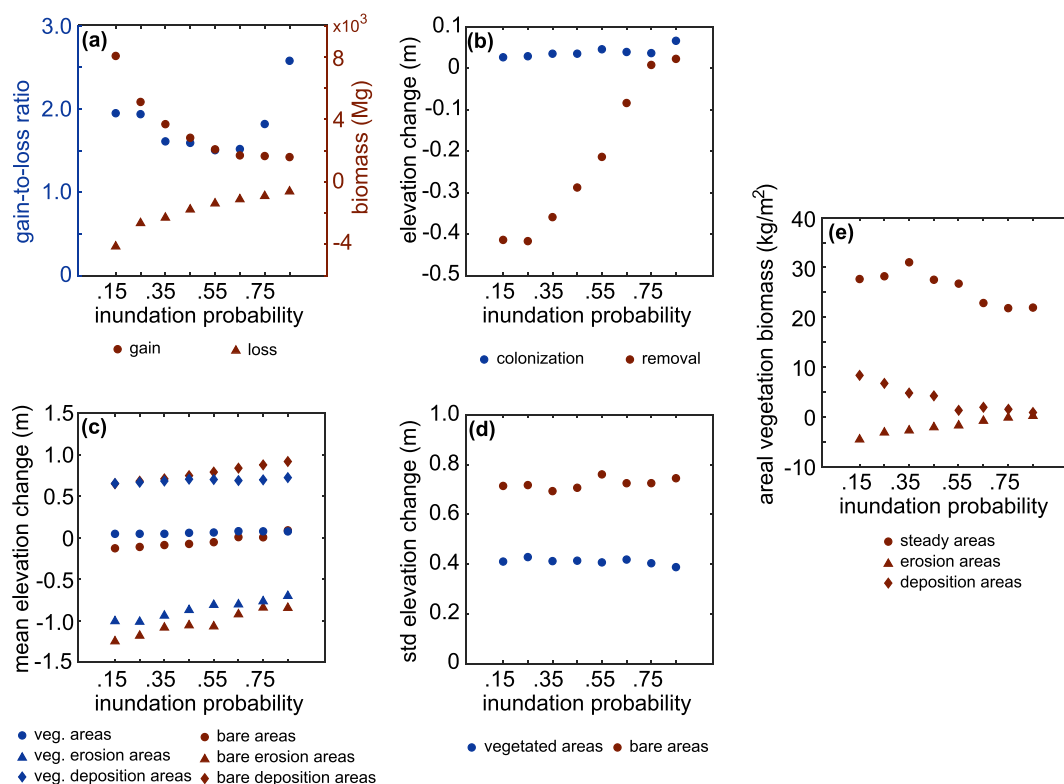 (a)
3.0
2.0
1.0
0
gain-to-loss ratio
×10³
8
4
0
-4
biomass (Mg)
.15 .35 .55 .75
inundation probability
gain loss
(b)
0.1
0
-0.1
-0.2
-0.3
-0.4
-0.5
elevation change (m)
.15 .35 .55 .75
inundation probability
colonization removal
(c)
1.5
1.0
0.5
0
-0.5
-1.0
-1.5
mean elevation change (m)
.15 .35 .55 .75
inundation probability
veg. areas bare areas
veg. erosion areas bare erosion areas
veg. deposition areas bare deposition areas
(d)
1.0
0.8
0.6
0.4
0.2
0
std elevation change (m)
.15 .35 .55 .75
inundation probability
vegetated areas bare areas
(e)
40
30
20
10
0
-10
areal vegetation biomass (kg/m²)
.15 .35 .55 .75
inundation probability
steady areas
erosion areas
deposition areas